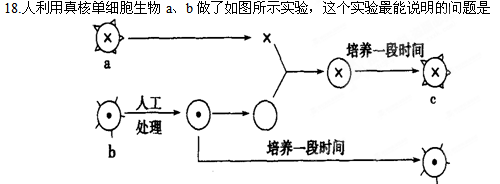 18.人利用真核单细胞生物 a、b 做了如图所示实验，这个实验最能说明的问题是
培养一段时间
a
c
人工
处理
b
培养一段时间